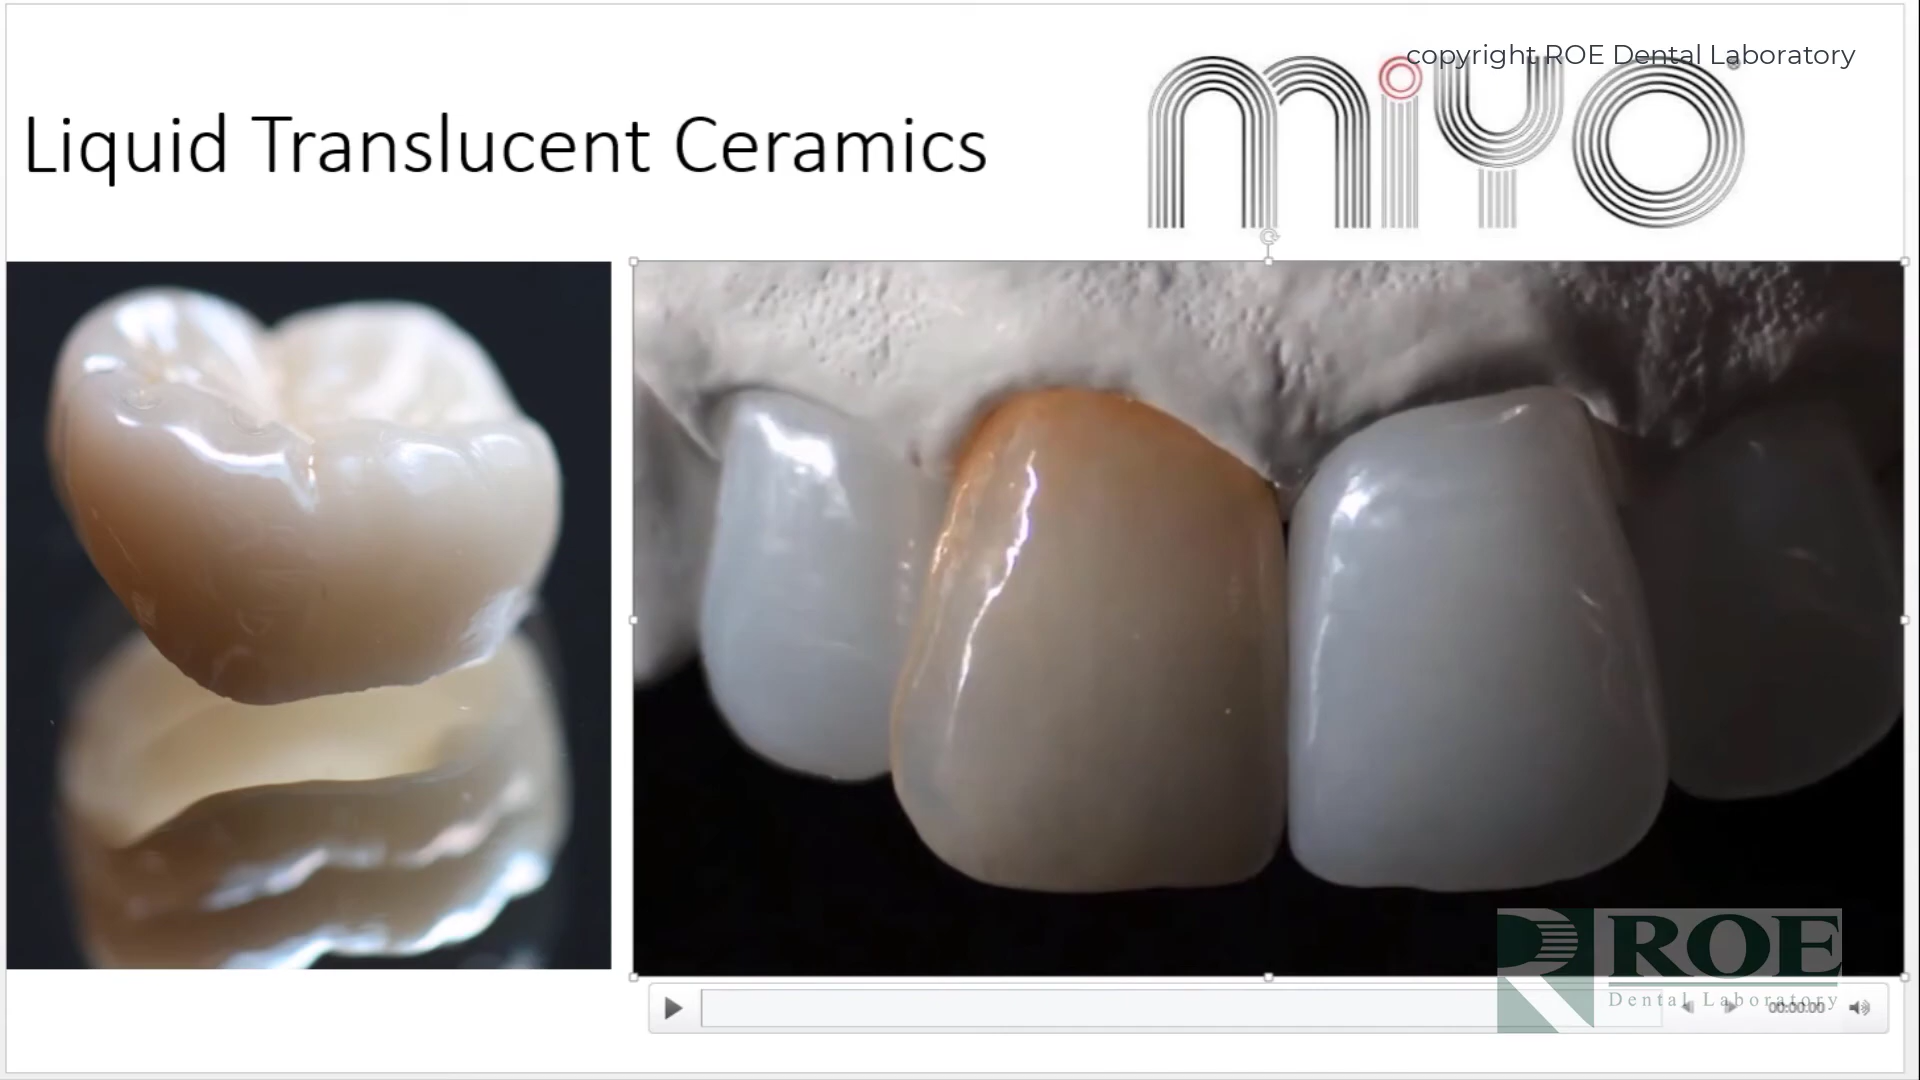 copyright ROE Dental Laboratory
miyo®
Liquid Translucent Ceramics
ROE
Dental Laboratory
00:00:00